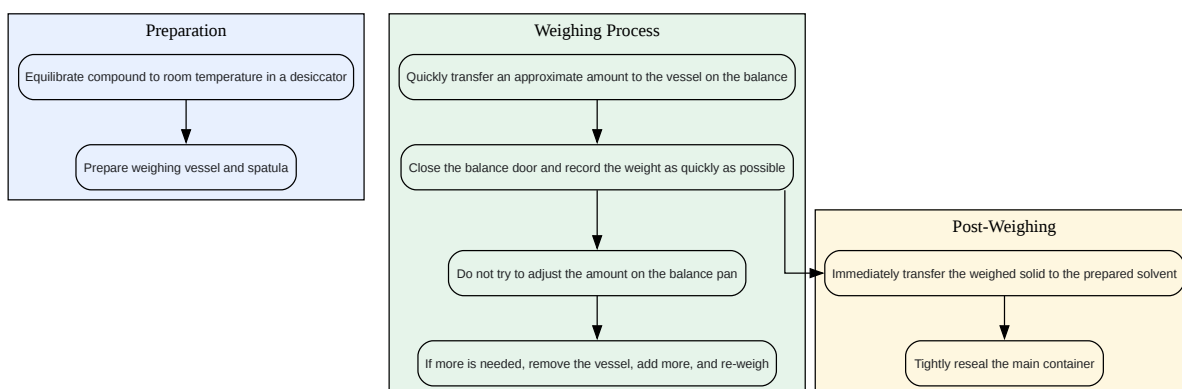 Preparation
Equilibrate compound to room temperature in a desiccator
Prepare weighing vessel and spatula
Weighing Process
Quickly transfer an approximate amount to the vessel on the balance
Close the balance door and record the weight as quickly as possible
Do not try to adjust the amount on the balance pan
If more is needed, remove the vessel, add more, and re-weigh
Post-Weighing
Immediately transfer the weighed solid to the prepared solvent
Tightly reseal the main container